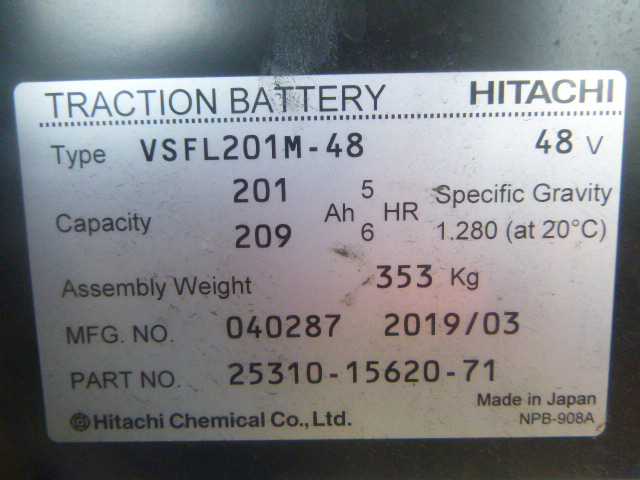 TRACTION BATTERY HITACHI
Type VSFL201M-48 48 V
Capacity 201 Ah 5 HR Specific Gravity
209 6 1.280 (at 20°C)
Assembly Weight 353 Kg
MFG. NO. 040287 2019/03
PART NO. 25310-15620-71
Made in Japan
Hitachi Chemical Co., Ltd. NPB-908A